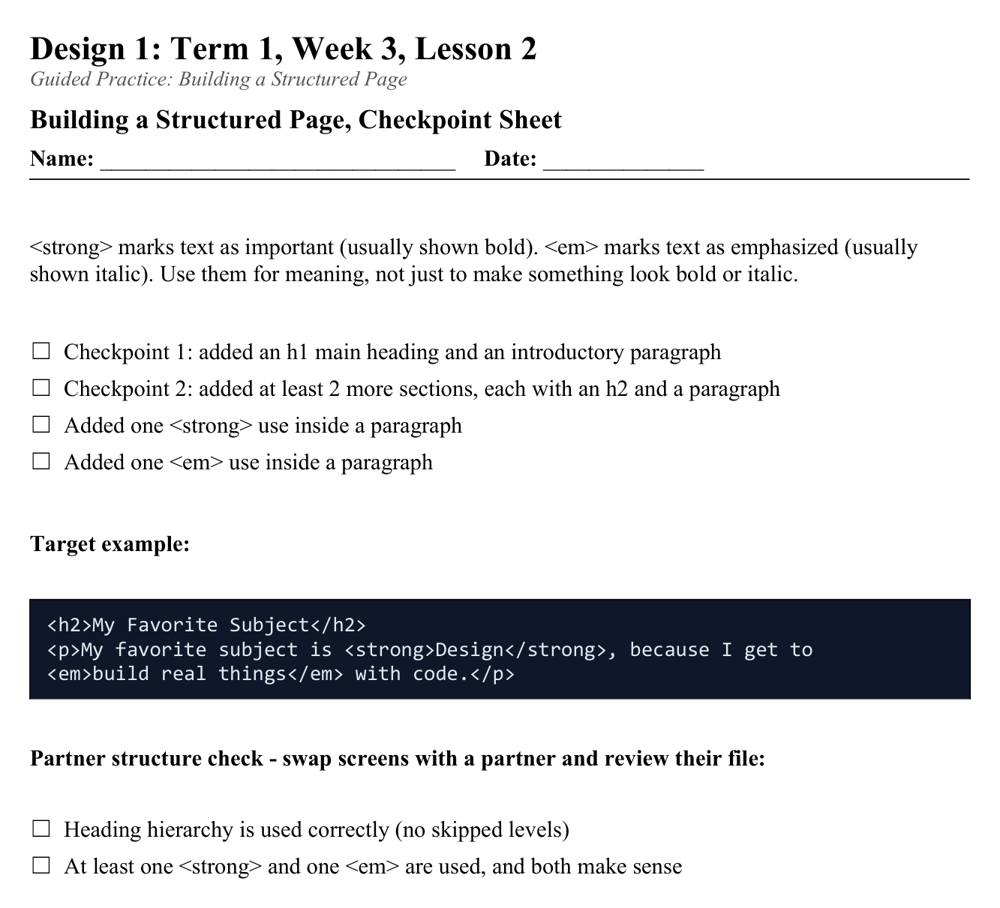 Design 1: Term 1, Week 3, Lesson 2
Guided Practice: Building a Structured Page
Building a Structured Page, Checkpoint Sheet
Name: _______________________________ Date: ______________
<strong> marks text as important (usually shown bold). <em> marks text as emphasized (usually
shown italic). Use them for meaning, not just to make something look bold or italic.
☐ Checkpoint 1: added an h1 main heading and an introductory paragraph
☐ Checkpoint 2: added at least 2 more sections, each with an h2 and a paragraph
☐ Added one <strong> use inside a paragraph
☐ Added one <em> use inside a paragraph
Target example:
<h2>My Favorite Subject</h2>
<p>My favorite subject is <strong>Design</strong>, because I get to
<em>build real things</em> with code.</p>
Partner structure check - swap screens with a partner and review their file:
☐ Heading hierarchy is used correctly (no skipped levels)
☐ At least one <strong> and one <em> are used, and both make sense